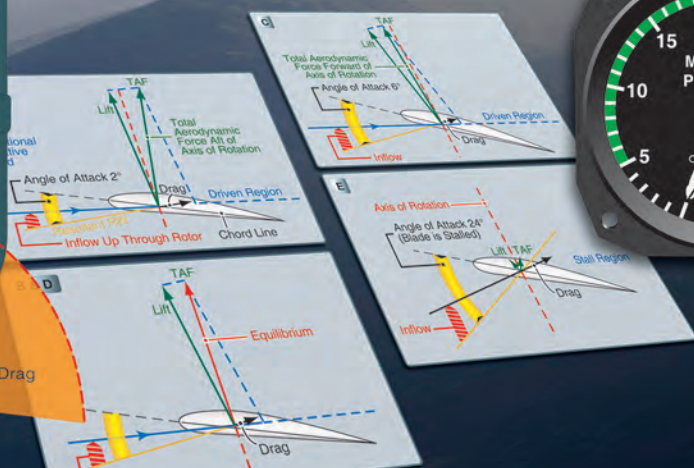 TAF
Lift
Total
Aerodynamic
Force Aft of
Axis of Rotation
Angle of Attack 2°
Drag
Driven Region
Chord Line
Inflow Up Through Rotor
C
TAF
Lift
Total Aerodynamic
Force Forward of
Axis of Rotation
Angle of Attack 6°
Driven Region
Drag
Inflow
D
TAF
Lift
Equilibrium
Drag
Drag
E
Axis of Rotation
Angle of Attack 24°
(Blade is Stalled)
Lift
TAF
Stall Region
Drag
Inflow
15
10
5